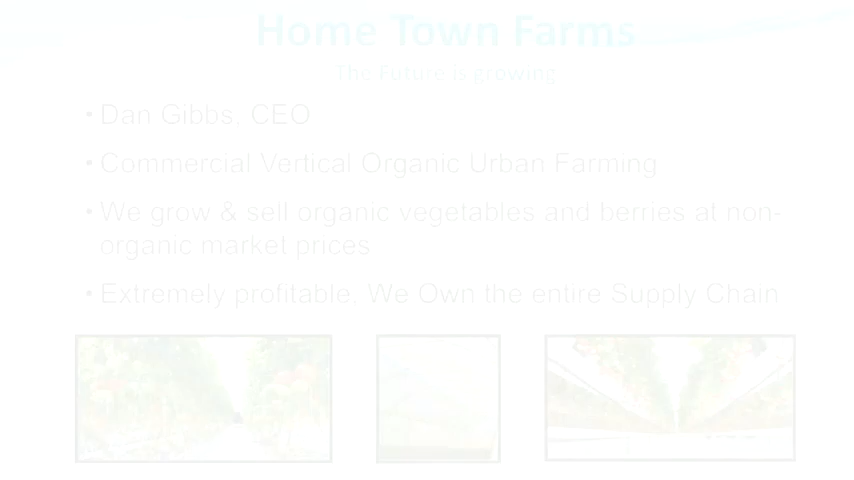 Home Town Farms
The Future is growing
• Dan Gibbs, CEO
• Commercial Vertical Organic Urban Farming
• We grow & sell organic vegetables and berries at non-
organic market prices
• Extremely profitable, We Own the entire Supply Chain